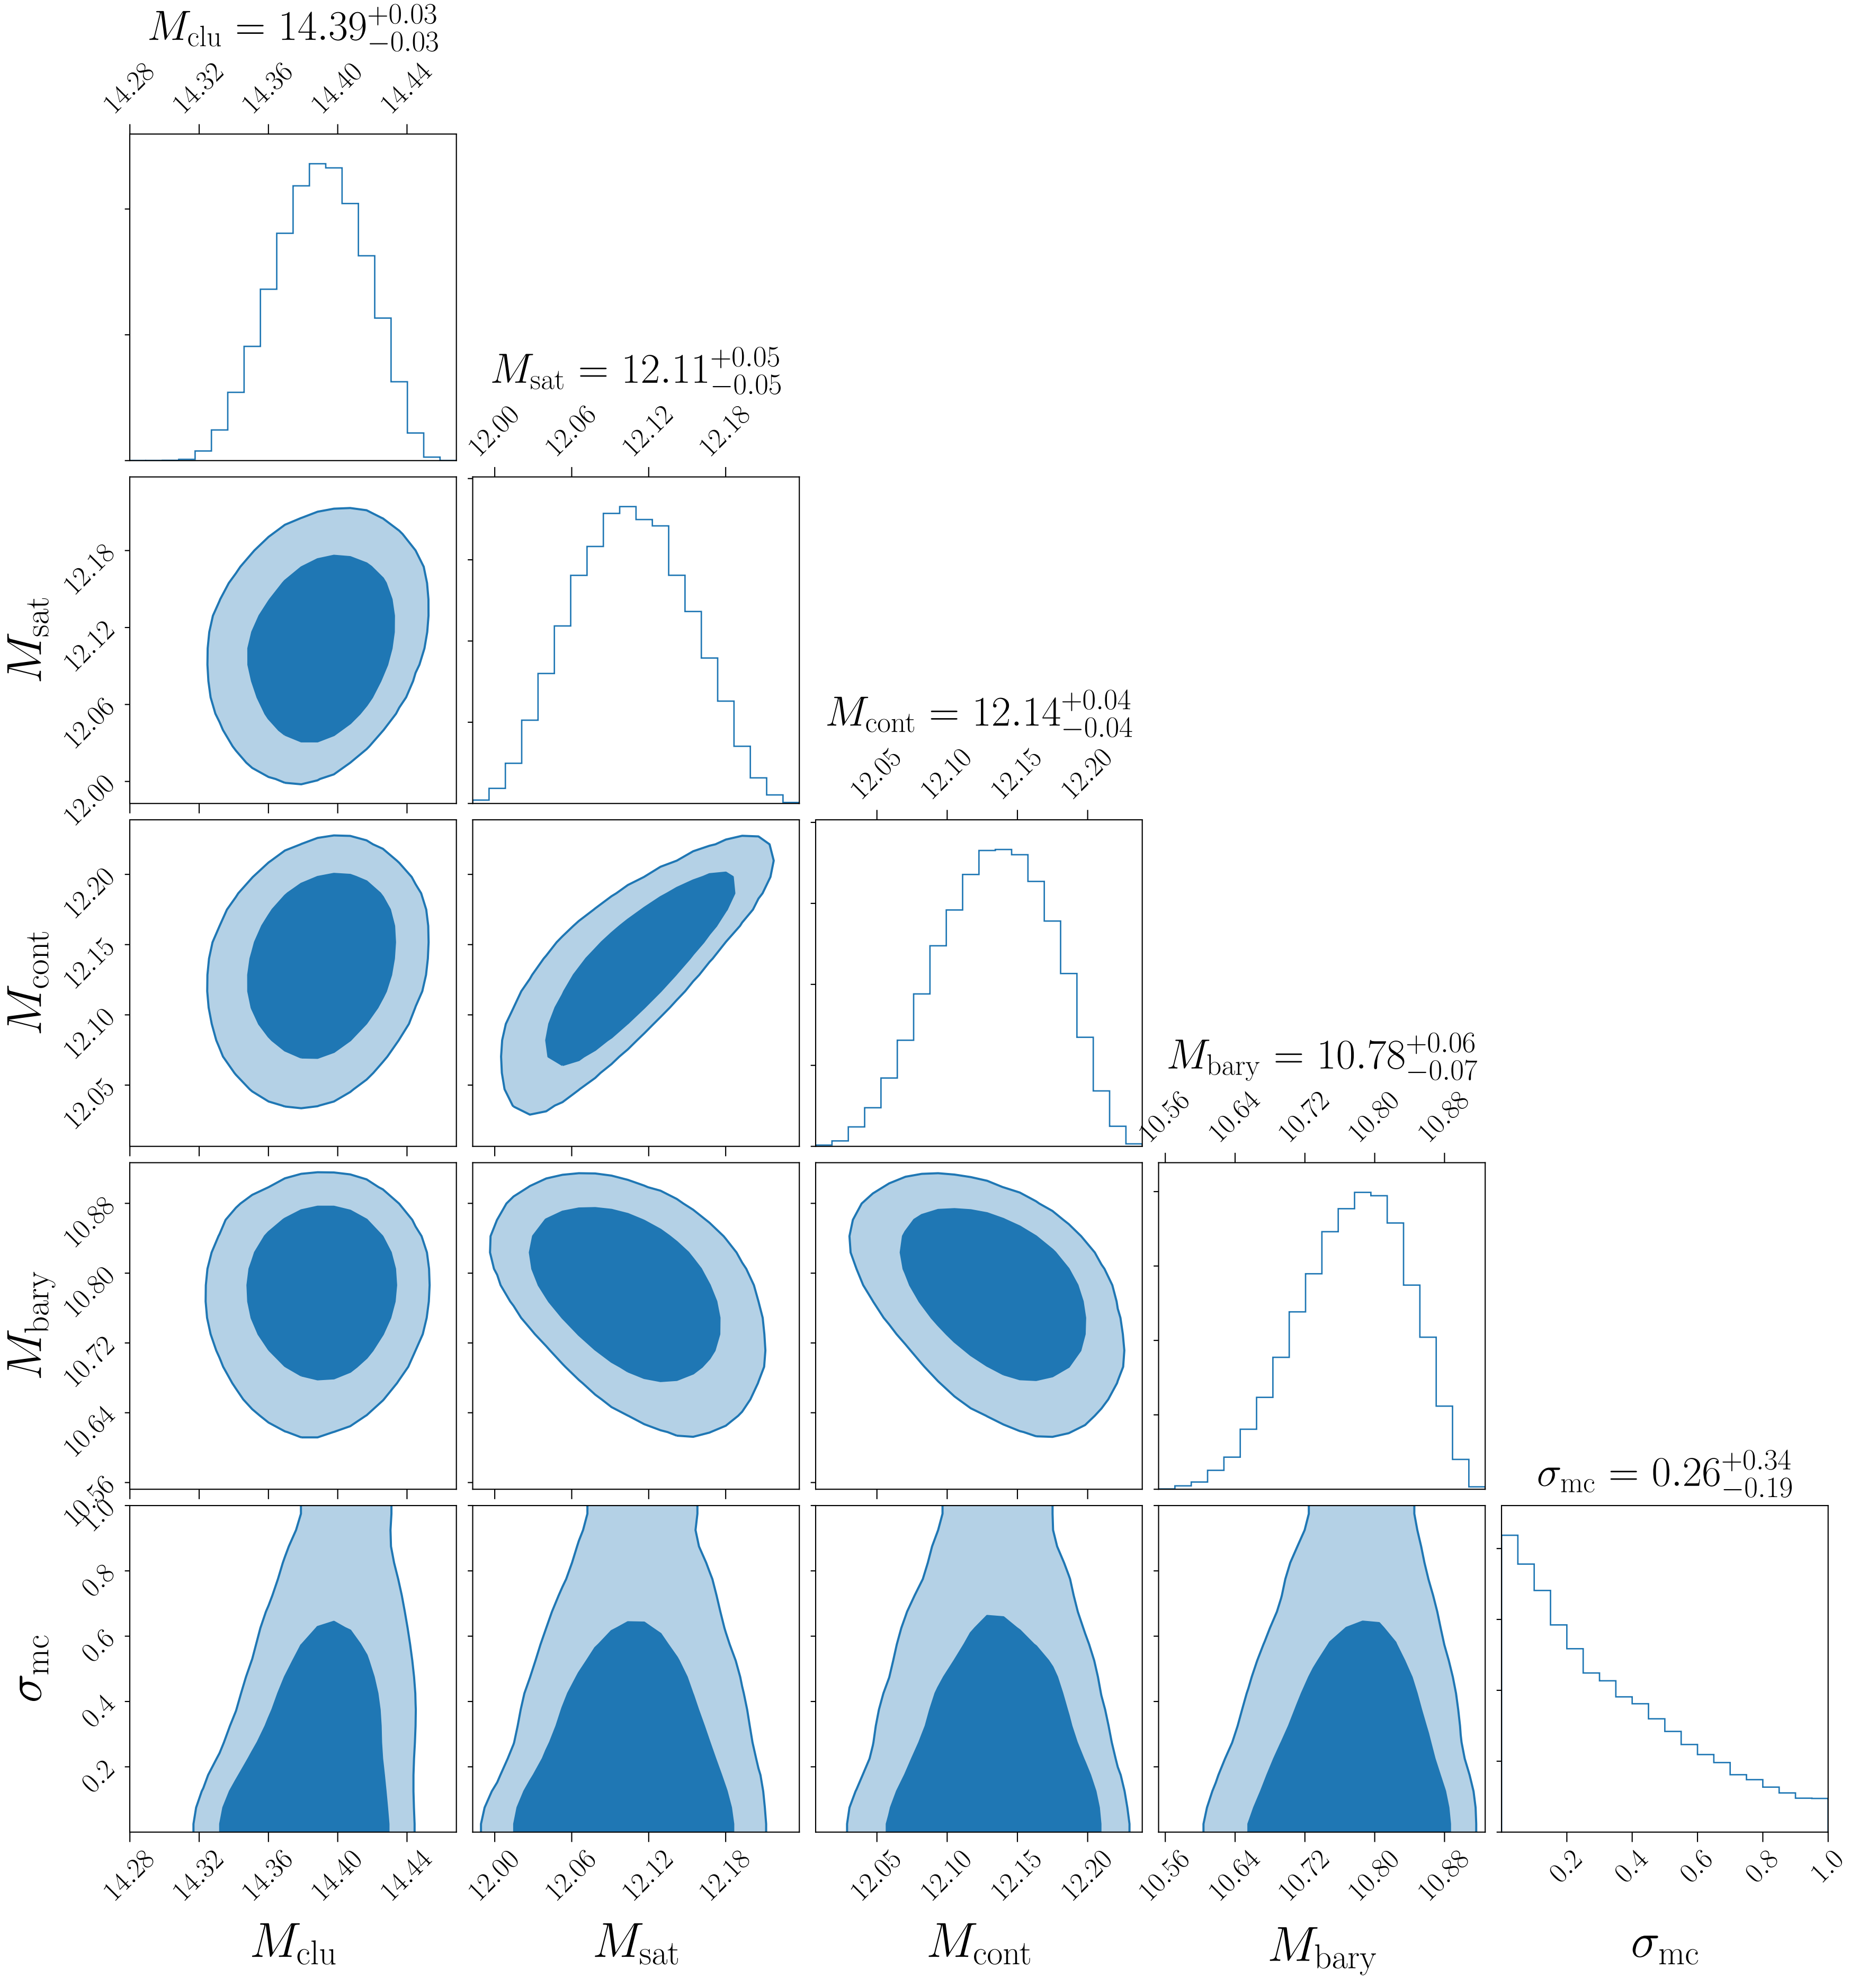 M_clu = 14.39^{+0.03}_{-0.03}
14.28 14.32 14.36 14.40 14.44
M_sat = 12.11^{+0.05}_{-0.05}
12.00 12.06 12.12 12.18
M_sat
12.18
12.12
12.06
12.00
M_cont = 12.14^{+0.04}_{-0.04}
12.05 12.10 12.15 12.20
M_cont
12.20
12.15
12.10
12.05
M_bary = 10.78^{+0.06}_{-0.07}
10.56 10.64 10.72 10.80 10.88
M_bary
10.88
10.80
10.72
10.64
10.56
σ_mc = 0.26^{+0.34}_{-0.19}
σ_mc
1.0
0.8
0.6
0.4
0.2
14.28 14.32 14.36 14.40 14.44 12.00 12.06 12.12 12.18 12.05 12.10 12.15 12.20 10.56 10.64 10.72 10.80 10.88 0.2 0.4 0.6 0.8 1.0
M_clu M_sat M_cont M_bary σ_mc